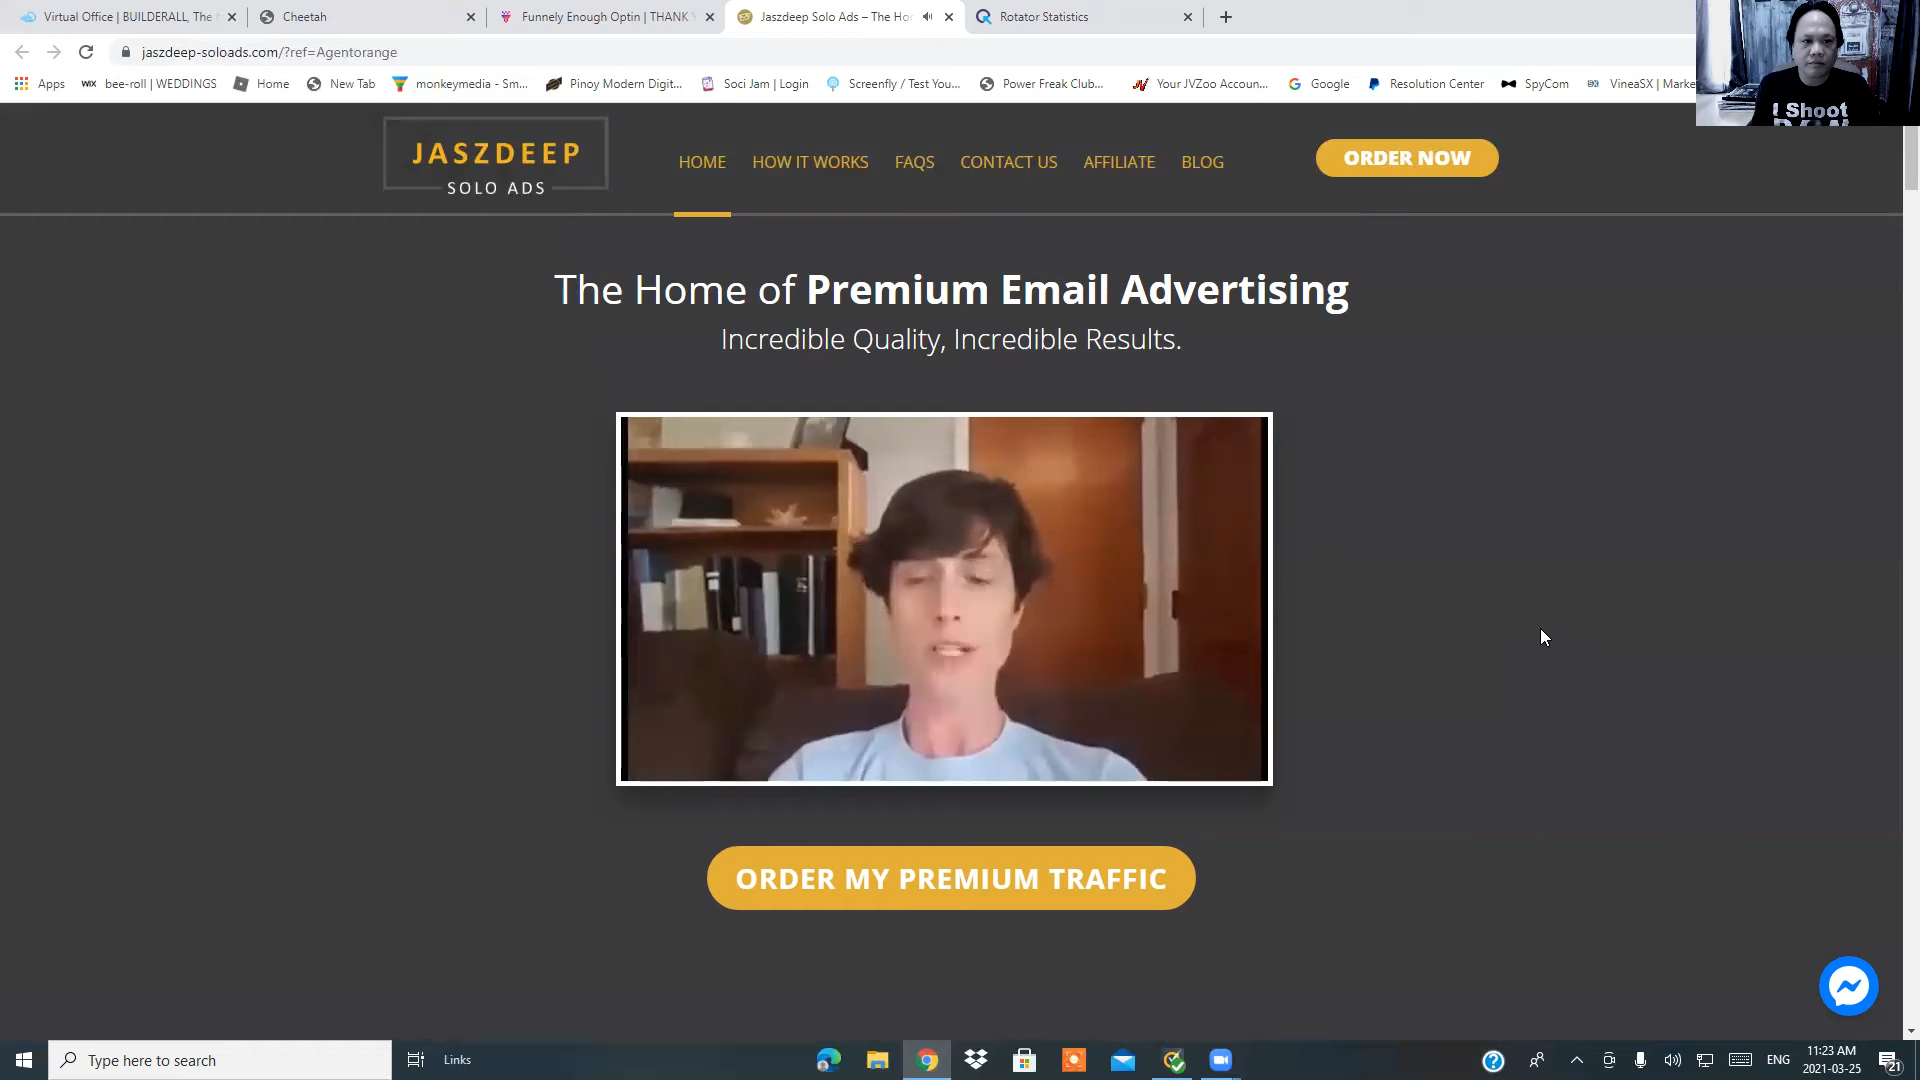 Virtual Office | BUILDERALL, The
Cheetah
Funnely Enough Optin | THANK
Jaszdeep Solo Ads – The Ho
Rotator Statistics
jaszdeep-soloads.com/?ref=Agentorange
Apps
WIX bee-roll | WEDDINGS
Home
New Tab
monkeymedia - Sm...
Pinoy Modern Digit...
Soci Jam | Login
Screenfly / Test You...
Power Freak Club...
Your JVZoo Accoun...
Google
Resolution Center
SpyCom
VineaSX | Marke
I Shoot
JASZDEEP
SOLO ADS
HOME
HOW IT WORKS
FAQS
CONTACT US
AFFILIATE
BLOG
ORDER NOW
The Home of Premium Email Advertising
Incredible Quality, Incredible Results.
ORDER MY PREMIUM TRAFFIC
Type here to search
Links
ENG
11:23 AM
2021-03-25
21